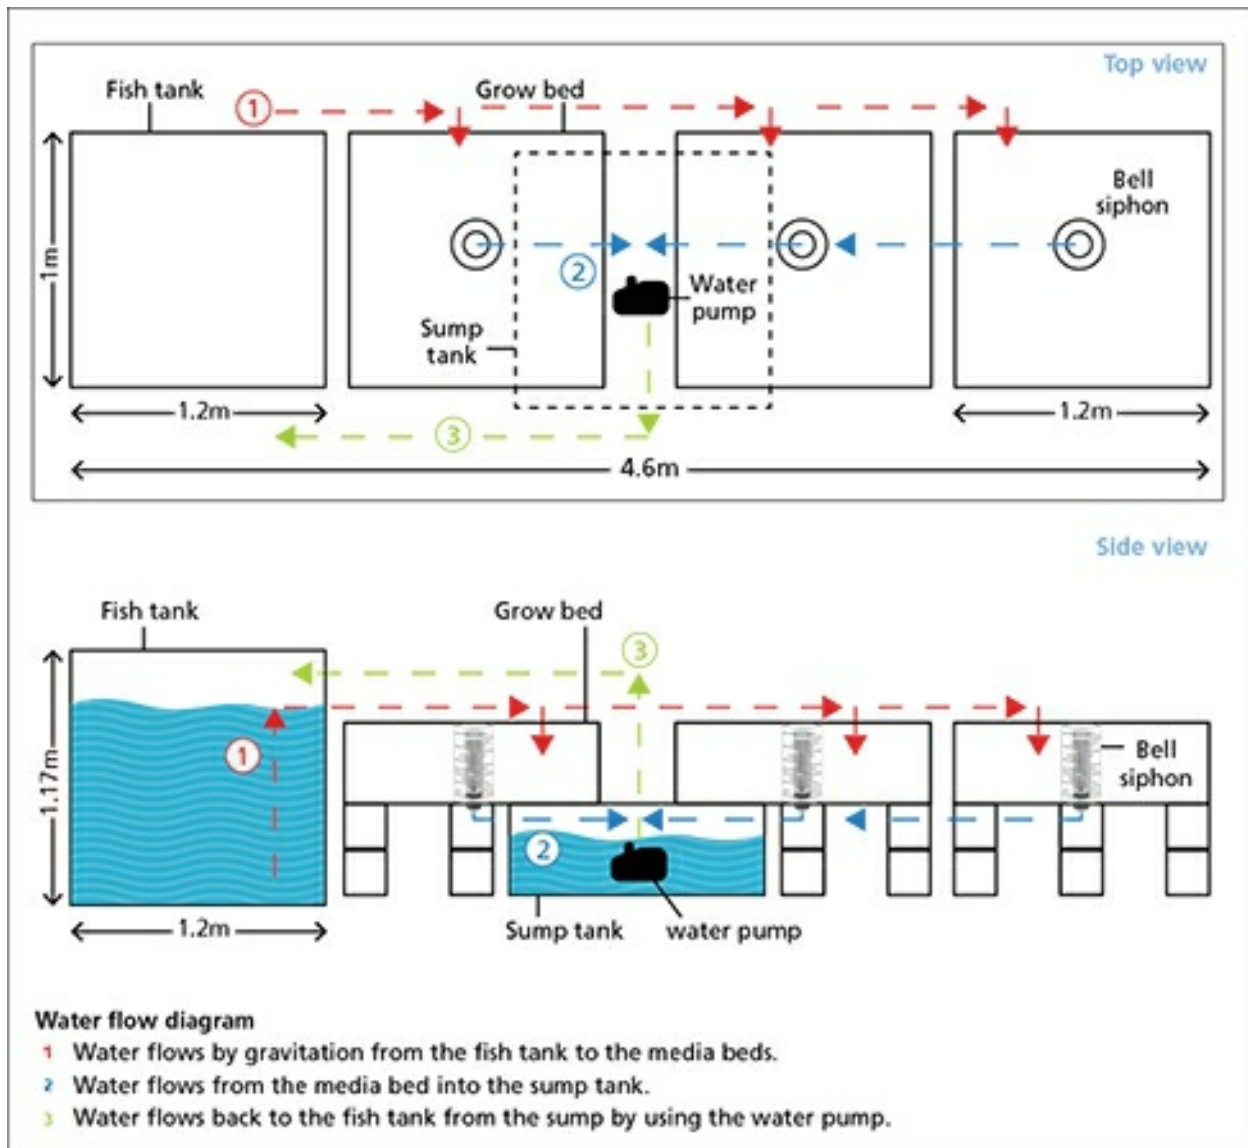 Top view
Fish tank
Grow bed
1
Bell
siphon
1m
2
Water
pump
Sump
tank
1.2m
1.2m
3
4.6m
Side view
Fish tank
Grow bed
3
1
Bell
siphon
1.17m
2
1.2m
Sump tank
water pump
Water flow diagram
1 Water flows by gravitation from the fish tank to the media beds.
2 Water flows from the media bed into the sump tank.
3 Water flows back to the fish tank from the sump by using the water pump.